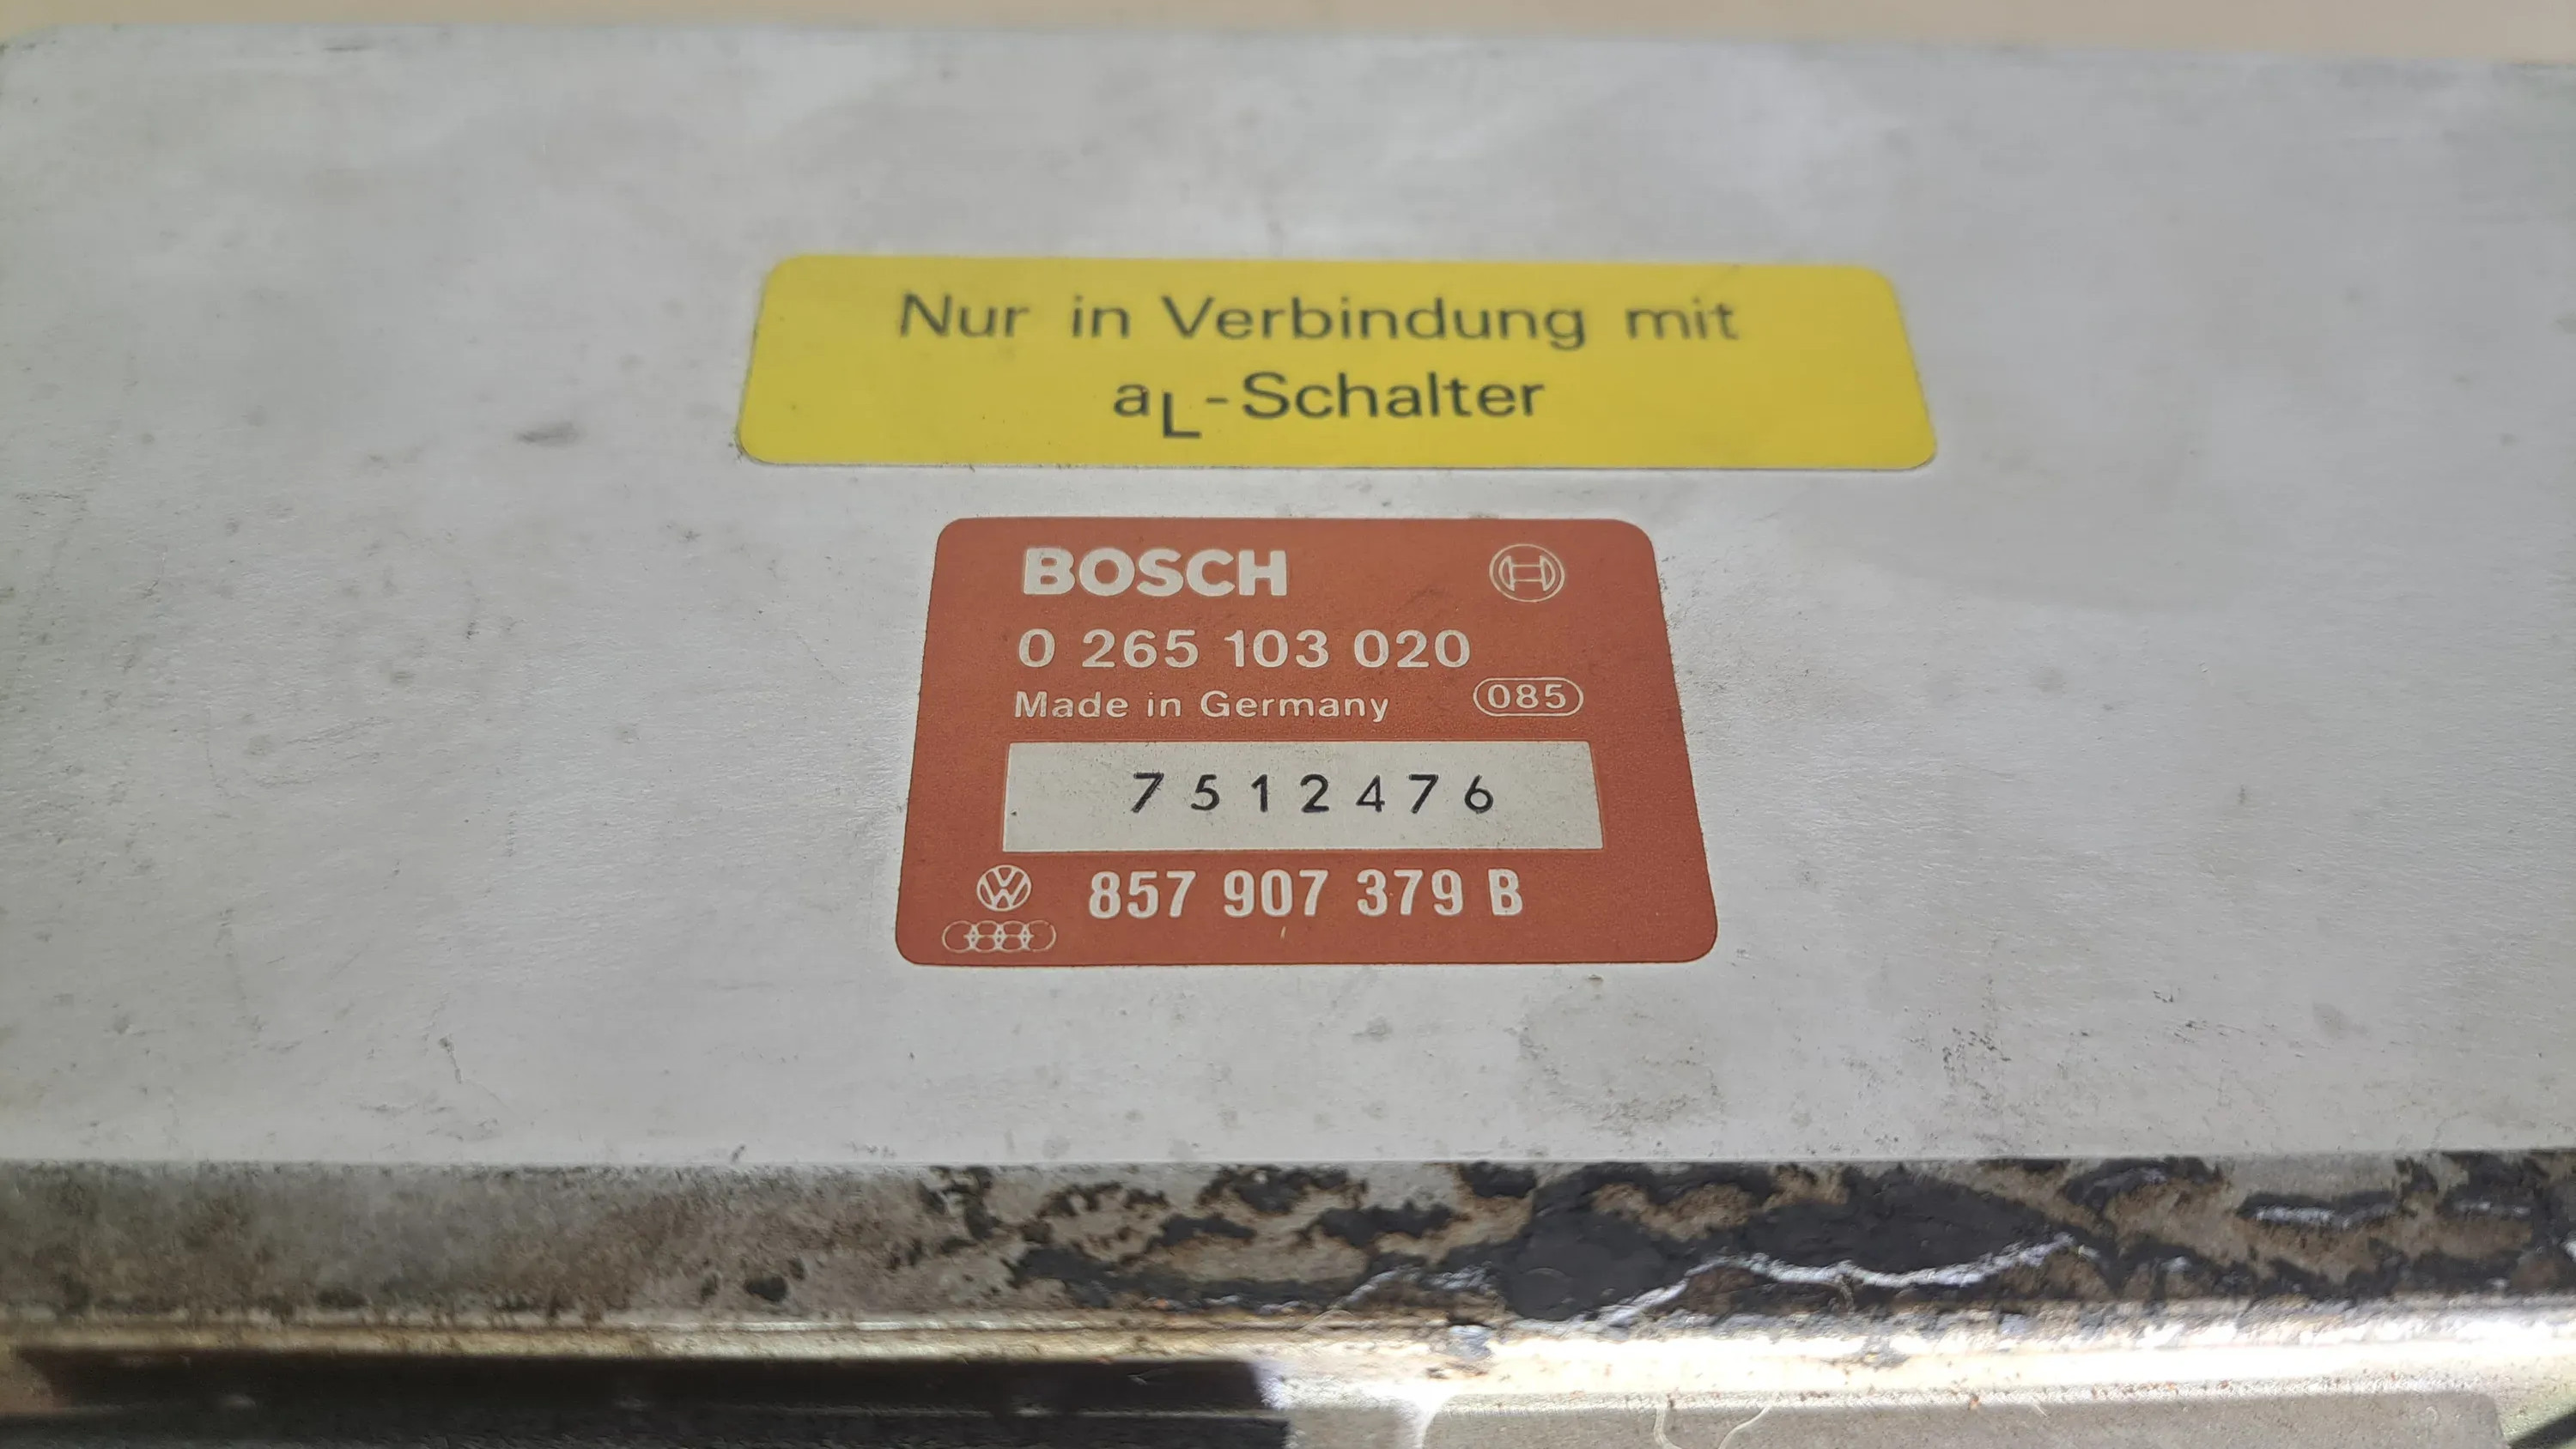 Nur in Verbindung mit
aL-Schalter
BOSCH
0 265 103 020
Made in Germany 085
7512476
857 907 379 B